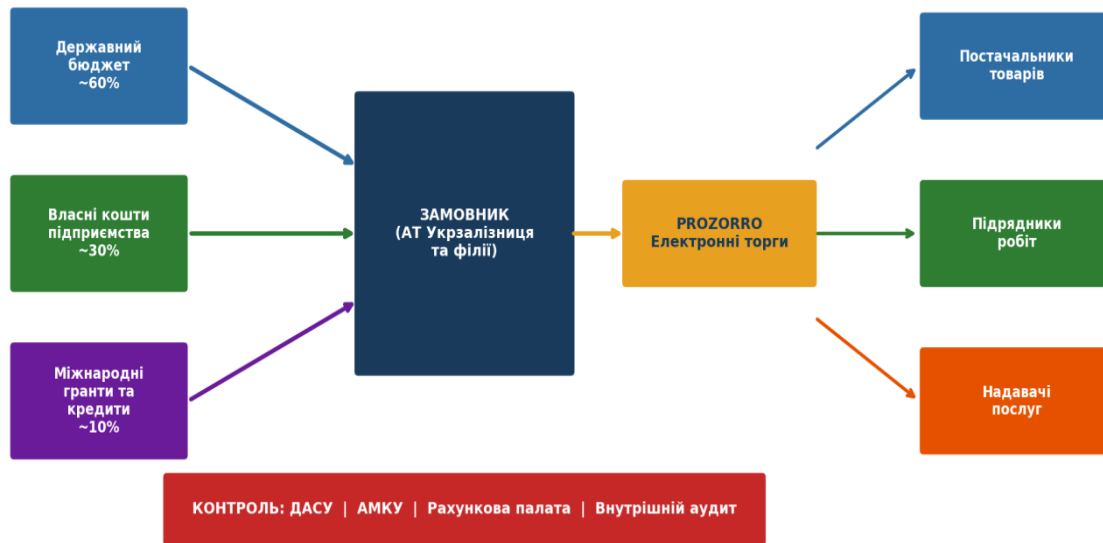 Державний
бюджет
~60%
Власні кошти
підприємства
~30%
Міжнародні
гранти та
кредити
~10%
ЗАМОВНИК
(АТ Укрзалізниця
та філії)
PROZORRO
Електронні торги
Постачальники
товарів
Підрядники
робіт
Надавачі
послуг
КОНТРОЛЬ: ДАСУ | АМКУ | Рахункова палата | Внутрішній аудит